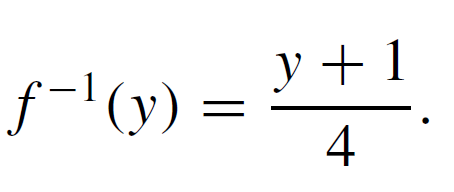 f⁻¹(y) = (y + 1)/4.